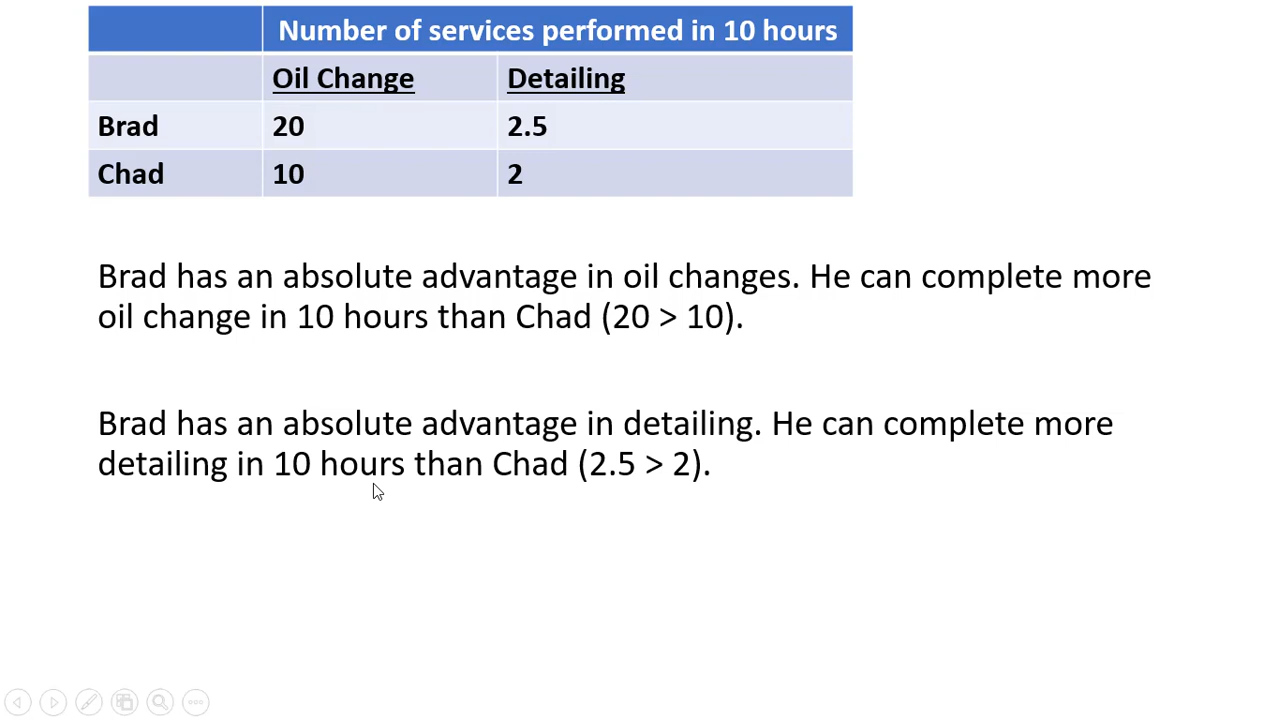 Number of services performed in 10 hours
Oil Change Detailing
Brad 20 2.5
Chad 10 2
Brad has an absolute advantage in oil changes. He can complete more
oil change in 10 hours than Chad (20 > 10).
Brad has an absolute advantage in detailing. He can complete more
detailing in 10 hours than Chad (2.5 > 2).